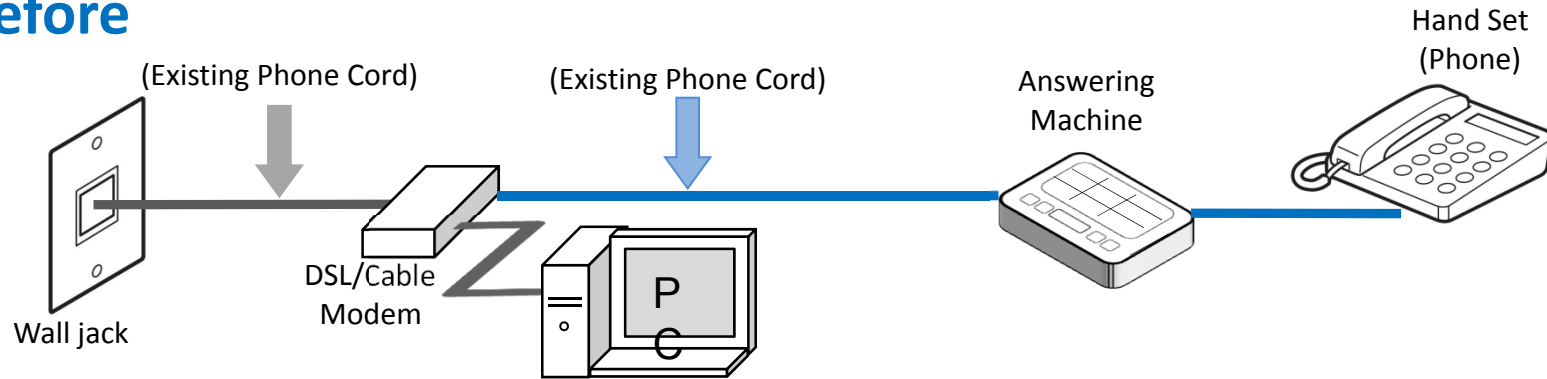 efore
(Existing Phone Cord)
(Existing Phone Cord)
Answering
Machine
Hand Set
(Phone)
Wall jack
DSL/Cable
Modem
P
C